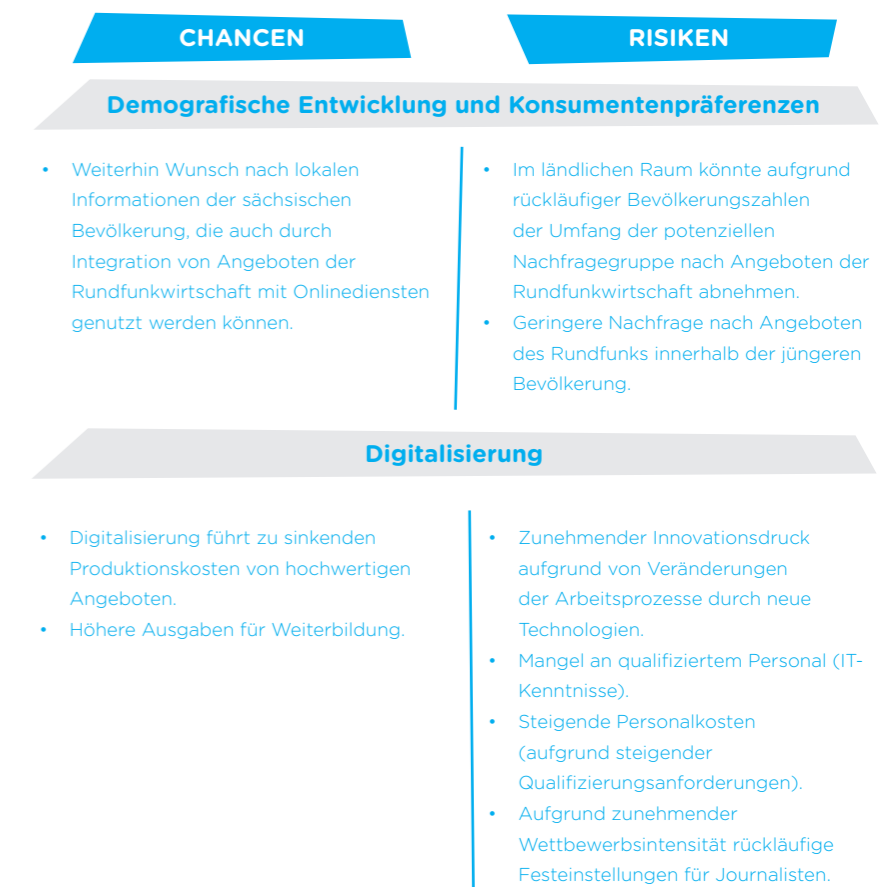 CHANCEN
RISIKEN
Demografische Entwicklung und Konsumentenpräferenzen
• Weiterhin Wunsch nach lokalen
Informationen der sächsischen
Bevölkerung, die auch durch
Integration von Angeboten der
Rundfunkwirtschaft mit Onlinediensten
genutzt werden können.
• Im ländlichen Raum könnte aufgrund
rückläufiger Bevölkerungszahlen
der Umfang der potenziellen
Nachfragegruppe nach Angeboten der
Rundfunkwirtschaft abnehmen.
• Geringere Nachfrage nach Angeboten
des Rundfunks innerhalb der jüngeren
Bevölkerung.
Digitalisierung
• Digitalisierung führt zu sinkenden
Produktionskosten von hochwertigen
Angeboten.
• Höhere Ausgaben für Weiterbildung.
• Zunehmender Innovationsdruck
aufgrund von Veränderungen
der Arbeitsprozesse durch neue
Technologien.
• Mangel an qualifiziertem Personal (IT-
Kenntnisse).
• Steigende Personalkosten
(aufgrund steigender
Qualifizierungsanforderungen).
• Aufgrund zunehmender
Wettbewerbsintensität rückläufige
Festeinstellungen für Journalisten.